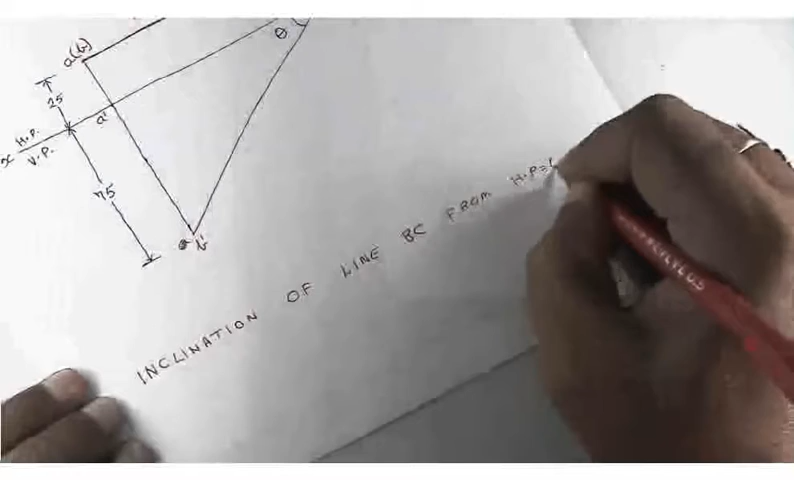 θ
a(b)
25
a'
x H.P.
V.P.
75
b'
INCLINATION OF LINE BC FROM H.P=